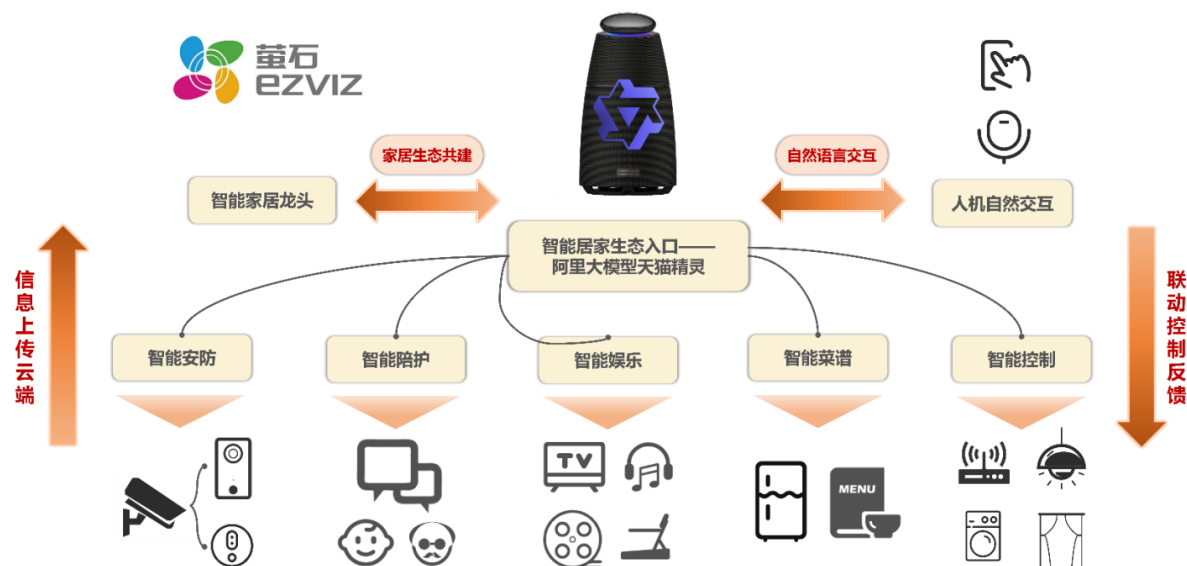 萤石
ezviz
家居生态共建
自然语言交互
智能家居龙头
人机自然交互
智能居家生态入口——
阿里大模型天猫精灵
信息上传云端
联动控制反馈
智能安防
智能陪护
智能娱乐
智能菜谱
智能控制
TV
MENU